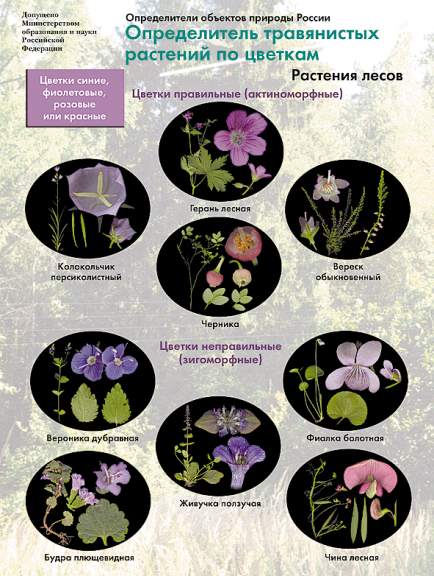 Допущено
Министерством
образования и науки
Российской
Федерации
Определители объектов природы России
Определитель травянистых
растений по цветкам
Растения лесов
Цветки синие,
фиолетовые,
розовые
или красные
Цветки правильные (актиноморфные)
Герань лесная
Колокольчик
персиколистный
Вереск
обыкновенный
Черника
Цветки неправильные
(зигоморфные)
Вероника дубравная
Фиалка болотная
Живучка ползучая
Будра плющевидная
Чина лесная